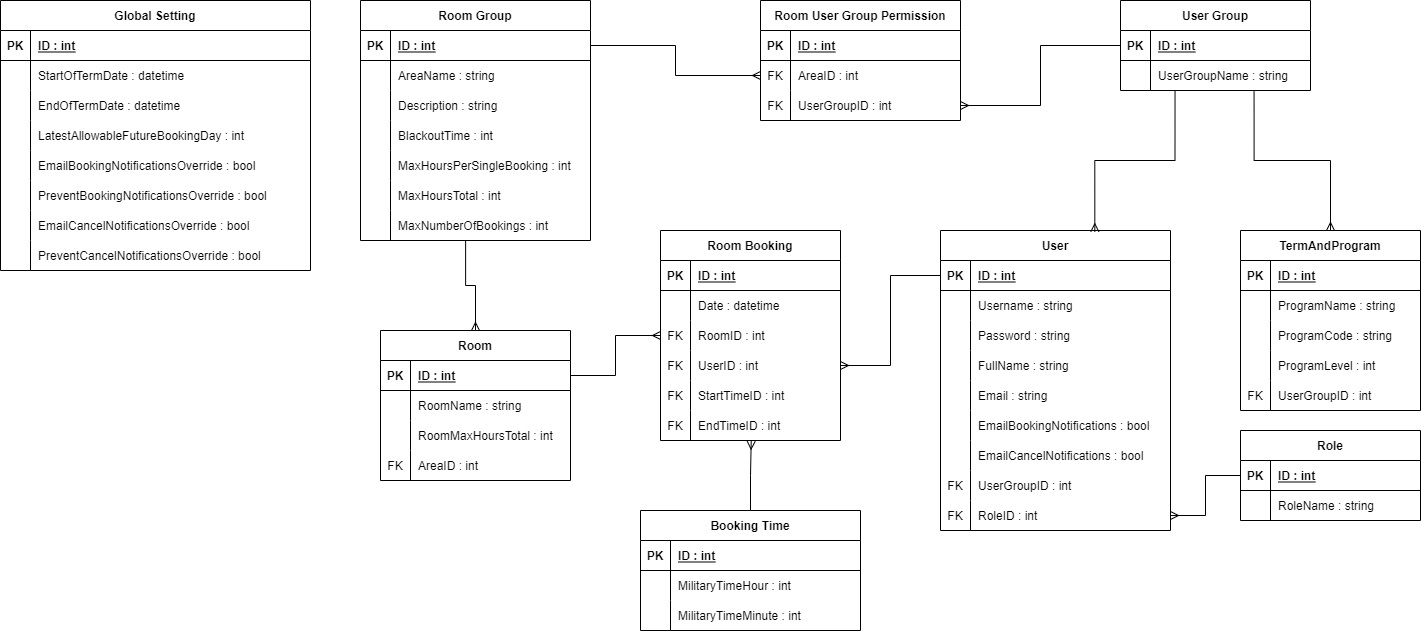 Global Setting
PK ID : int
StartOfTermDate : datetime
EndOfTermDate : datetime
LatestAllowableFutureBookingDay : int
EmailBookingNotificationsOverride : bool
PreventBookingNotificationsOverride : bool
EmailCancelNotificationsOverride : bool
PreventCancelNotificationsOverride : bool
Room Group
PK ID : int
AreaName : string
Description : string
BlackoutTime : int
MaxHoursPerSingleBooking : int
MaxHoursTotal : int
MaxNumberOfBookings : int
Room User Group Permission
PK ID : int
FK AreaID : int
FK UserGroupID : int
User Group
PK ID : int
UserGroupName : string
Room
PK ID : int
RoomName : string
RoomMaxHoursTotal : int
FK AreaID : int
Room Booking
PK ID : int
Date : datetime
FK RoomID : int
FK UserID : int
FK StartTimeID : int
FK EndTimeID : int
User
PK ID : int
Username : string
Password : string
FullName : string
Email : string
EmailBookingNotifications : bool
EmailCancelNotifications : bool
FK UserGroupID : int
FK RoleID : int
TermAndProgram
PK ID : int
ProgramName : string
ProgramCode : string
ProgramLevel : int
FK UserGroupID : int
Role
PK ID : int
RoleName : string
Booking Time
PK ID : int
MilitaryTimeHour : int
MilitaryTimeMinute : int